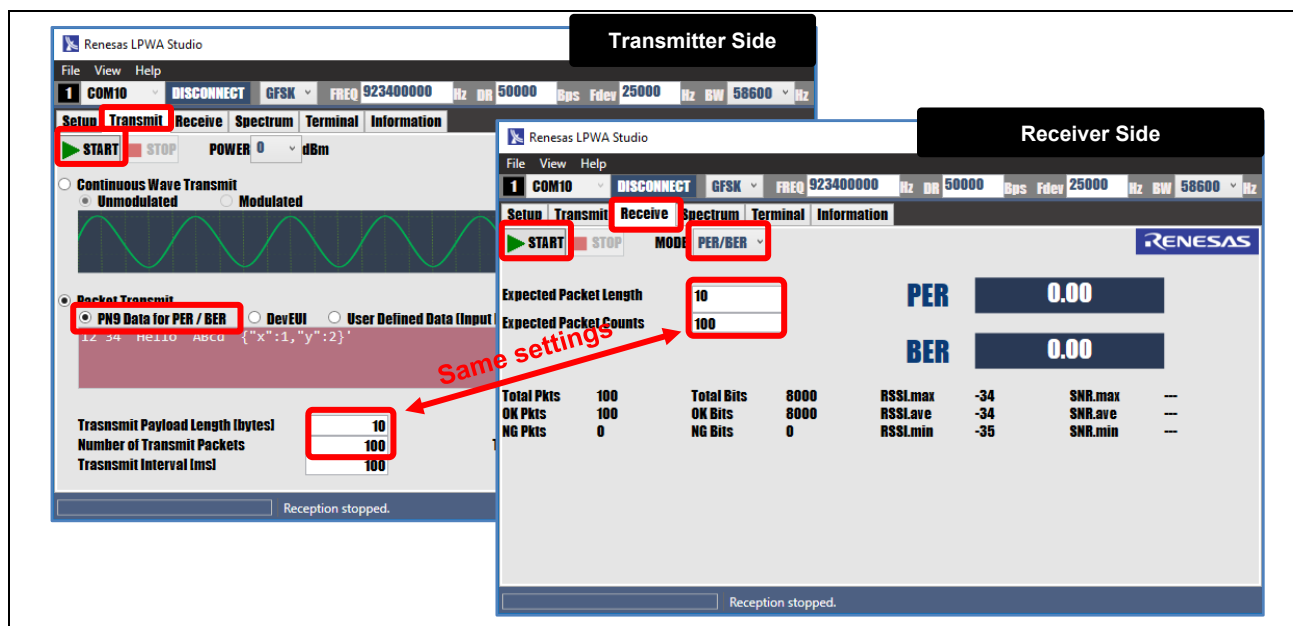 Transmitter Side
Renesas LPWA Studio
File View Help
1 COM10 DISCONNECT GFSK FREQ 923400000 Hz DR 50000 Bps Fdev 25000 Hz BW 58600 Hz
Setup Transmit Receive Spectrum Terminal Information
START STOP POWER 0 dBm
Continuous Wave Transmit
Unmodulated Modulated
Packet Transmit
PN9 Data for PER / BER DevEUI User Defined Data (Input
12 34 'Hello' 'ABcd' '{"x":1,"y":2}'
Trasnsmit Payload Length [bytes] 10
Number of Transmit Packets 100
Trasnsmit Interval [ms] 100
Reception stopped.
Same settings
Receiver Side
Renesas LPWA Studio
File View Help
1 COM10 DISCONNECT GFSK FREQ 923400000 Hz DR 50000 Bps Fdev 25000 Hz BW 58600 Hz
Setup Transmit Receive Spectrum Terminal Information
START STOP MODE PER/BER
RENESAS
Expected Packet Length 10
Expected Packet Counts 100
PER 0.00
BER 0.00
Total Pkts 100 Total Bits 8000 RSSI.max -34 SNR.max ---
OK Pkts 100 OK Bits 8000 RSSI.ave -34 SNR.ave ---
NG Pkts 0 NG Bits 0 RSSI.min -35 SNR.min ---
Reception stopped.